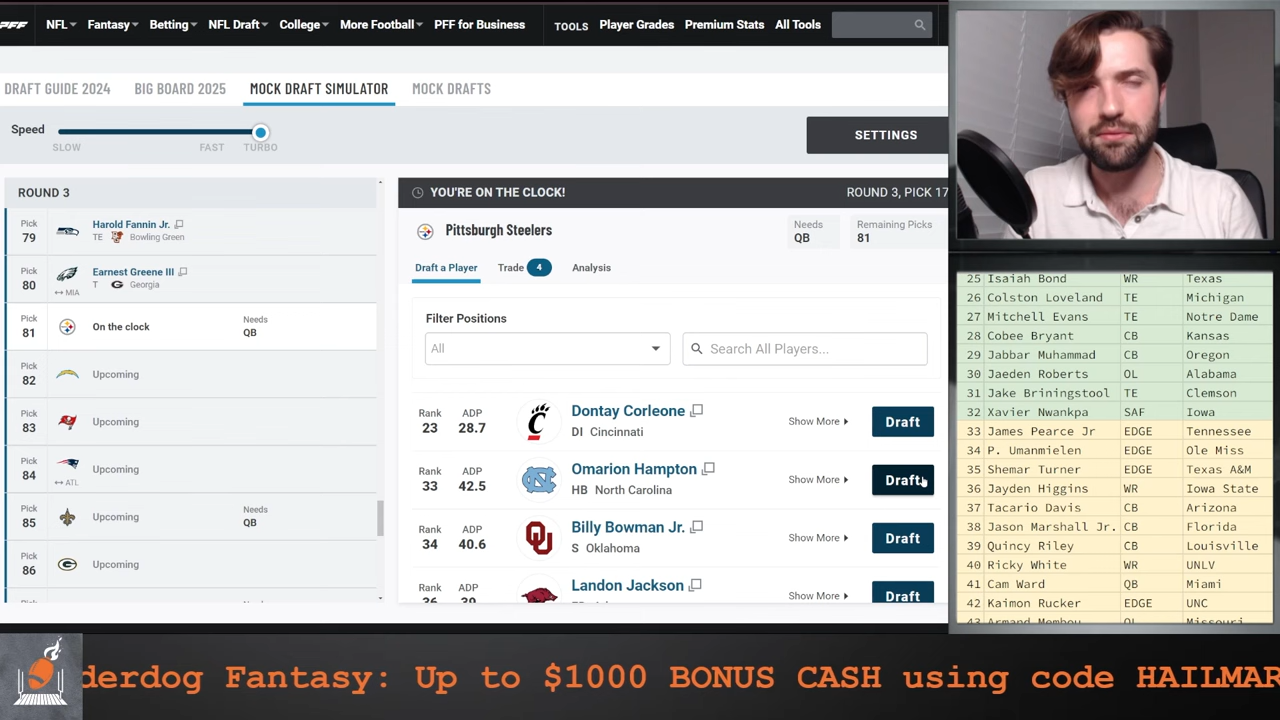 PFF NFL Fantasy Betting NFL Draft College More Football PFF for Business TOOLS Player Grades Premium Stats All Tools
DRAFT GUIDE 2024 BIG BOARD 2025 MOCK DRAFT SIMULATOR MOCK DRAFTS
Speed
SLOW FAST TURBO
SETTINGS
ROUND 3
Pick 79 Harold Fannin Jr.
TE Bowling Green
Pick 80 Earnest Greene III
↔ MIA T G Georgia
Pick 81 On the clock Needs QB
Pick 82 Upcoming
Pick 83 Upcoming
Pick 84 Upcoming
↔ ATL
Pick 85 Upcoming Needs QB
Pick 86 Upcoming
YOU'RE ON THE CLOCK! ROUND 3, PICK 17
Pittsburgh Steelers Needs QB Remaining Picks 81
Draft a Player Trade 4 Analysis
Filter Positions
All Search All Players...
Rank 23 ADP 28.7 Dontay Corleone Show More Draft
DI Cincinnati
Rank 33 ADP 42.5 NC Omarion Hampton Show More Draft
HB North Carolina
Rank 34 ADP 40.6 OU Billy Bowman Jr. Show More Draft
S Oklahoma
Rank 36 ADP 39 Landon Jackson Show More Draft
25 Isaiah Bond WR Texas
26 Colston Loveland TE Michigan
27 Mitchell Evans TE Notre Dame
28 Cobee Bryant CB Kansas
29 Jabbar Muhammad CB Oregon
30 Jaeden Roberts OL Alabama
31 Jake Briningstool TE Clemson
32 Xavier Nwankpa SAF Iowa
33 James Pearce Jr EDGE Tennessee
34 P. Umanmielen EDGE Ole Miss
35 Shemar Turner EDGE Texas A&M
36 Jayden Higgins WR Iowa State
37 Tacario Davis CB Arizona
38 Jason Marshall Jr. CB Florida
39 Quincy Riley CB Louisville
40 Ricky White WR UNLV
41 Cam Ward QB Miami
42 Kaimon Rucker EDGE UNC
43 Armand Membou OL Missouri
derdog Fantasy: Up to $1000 BONUS CASH using code HAILMAR